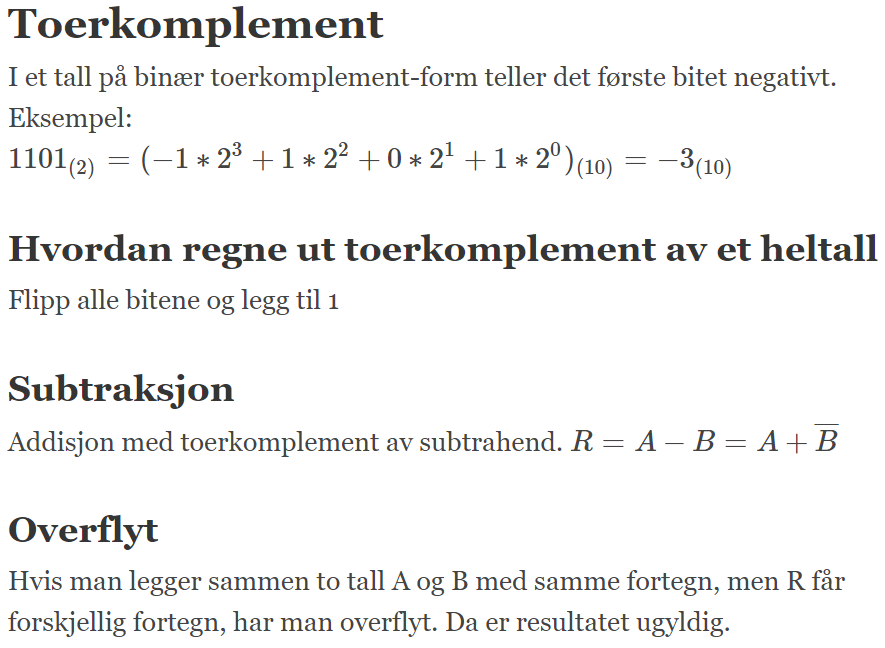 Toerkomplement
I et tall på binær toerkomplement-form teller det første bitet negativt.
Eksempel:
1101₍₂₎ = (−1 ∗ 2³ + 1 ∗ 2² + 0 ∗ 2¹ + 1 ∗ 2⁰)₍₁₀₎ = −3₍₁₀₎
Hvordan regne ut toerkomplement av et heltall
Flipp alle bitene og legg til 1
Subtraksjon
Addisjon med toerkomplement av subtrahend. R = A − B = A + B̅
Overflyt
Hvis man legger sammen to tall A og B med samme fortegn, men R får
forskjellig fortegn, har man overflyt. Da er resultatet ugyldig.